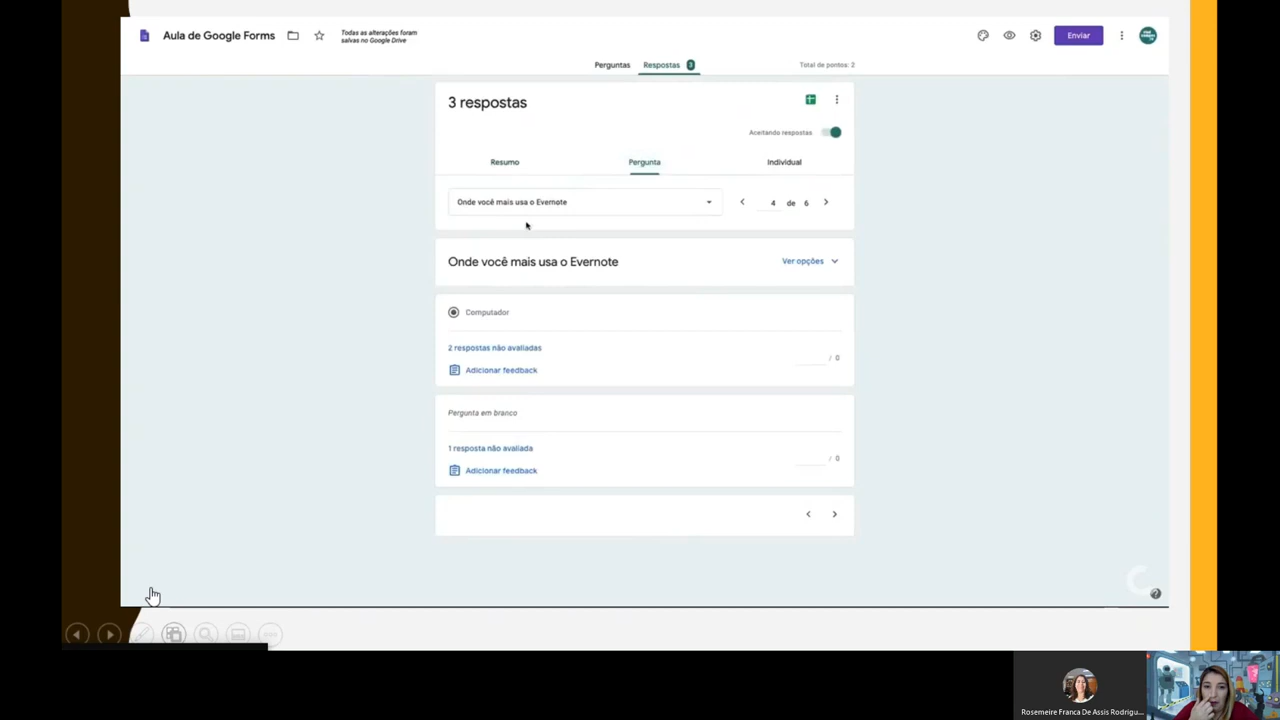 Aula de Google Forms
Todas as alterações foram
salvas no Google Drive
Enviar
Perguntas
Respostas 3
Total de pontos: 2
3 respostas
Aceitando respostas
Resumo
Pergunta
Individual
Onde você mais usa o Evernote
4 de 6
Onde você mais usa o Evernote
Ver opções
Computador
2 respostas não avaliadas
/ 0
Adicionar feedback
Pergunta em branco
1 resposta não avaliada
/ 0
Adicionar feedback
Rosemeire Franca De Assis Rodrigu...